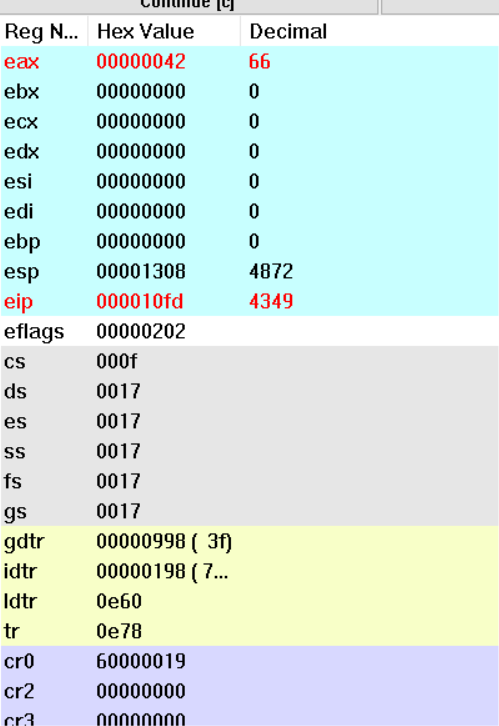 Continue [c]
Reg N... Hex Value Decimal
eax 00000042 66
ebx 00000000 0
ecx 00000000 0
edx 00000000 0
esi 00000000 0
edi 00000000 0
ebp 00000000 0
esp 00001308 4872
eip 000010fd 4349
eflags 00000202
cs 000f
ds 0017
es 0017
ss 0017
fs 0017
gs 0017
gdtr 00000998 ( 3f)
idtr 00000198 ( 7...
ldtr 0e60
tr 0e78
cr0 60000019
cr2 00000000
cr3 00000000